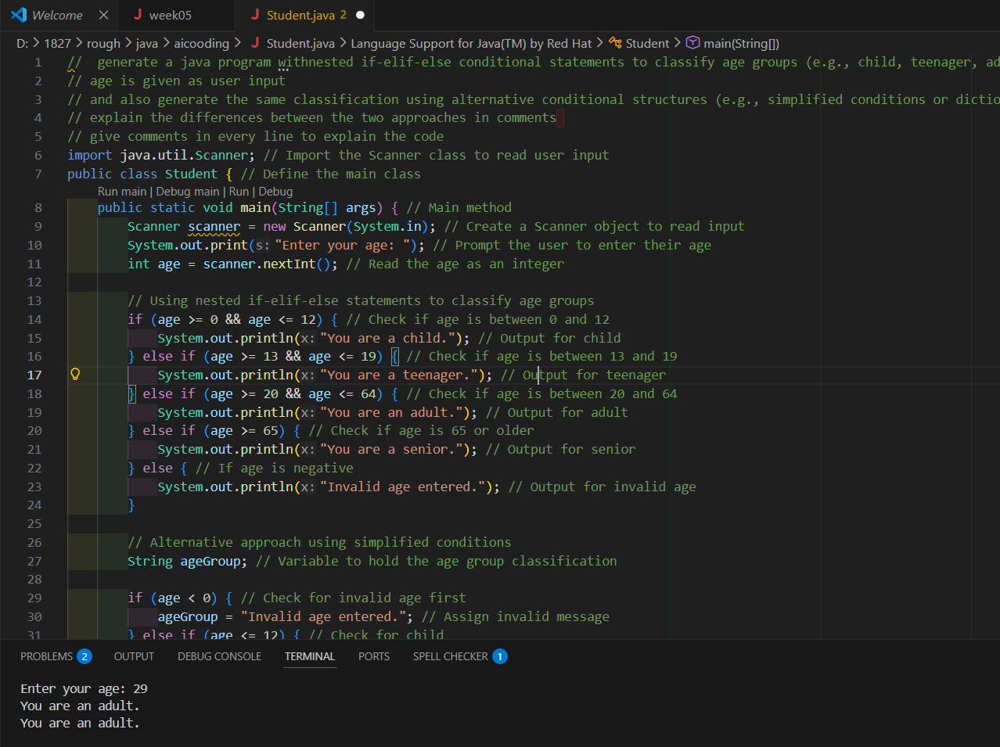 Welcome
week05
Student.java 2
D: > 1827 > rough > java > aicooding > Student.java > Language Support for Java(TM) by Red Hat > Student > main(String[])
1 //  generate a java program withnested if-elif-else conditional statements to classify age groups (e.g., child, teenager, ad
2 // age is given as user input
3 // and also generate the same classification using alternative conditional structures (e.g., simplified conditions or dictio
4 // explain the differences between the two approaches in comments
5 // give comments in every line to explain the code
6 import java.util.Scanner; // Import the Scanner class to read user input
7 public class Student { // Define the main class
Run main | Debug main | Run | Debug
8     public static void main(String[] args) { // Main method
9         Scanner scanner = new Scanner(System.in); // Create a Scanner object to read input
10         System.out.print(s: "Enter your age: "); // Prompt the user to enter their age
11         int age = scanner.nextInt(); // Read the age as an integer
12
13         // Using nested if-elif-else statements to classify age groups
14         if (age >= 0 && age <= 12) { // Check if age is between 0 and 12
15             System.out.println(x: "You are a child."); // Output for child
16         } else if (age >= 13 && age <= 19) { // Check if age is between 13 and 19
17             System.out.println(x: "You are a teenager."); // Output for teenager
18         } else if (age >= 20 && age <= 64) { // Check if age is between 20 and 64
19             System.out.println(x: "You are an adult."); // Output for adult
20         } else if (age >= 65) { // Check if age is 65 or older
21             System.out.println(x: "You are a senior."); // Output for senior
22         } else { // If age is negative
23             System.out.println(x: "Invalid age entered."); // Output for invalid age
24         }
25
26         // Alternative approach using simplified conditions
27         String ageGroup; // Variable to hold the age group classification
28
29         if (age < 0) { // Check for invalid age first
30             ageGroup = "Invalid age entered."; // Assign invalid message
31         } else if (age <= 12) { // Check for child
PROBLEMS 2 OUTPUT DEBUG CONSOLE TERMINAL PORTS SPELL CHECKER 1
Enter your age: 29
You are an adult.
You are an adult.